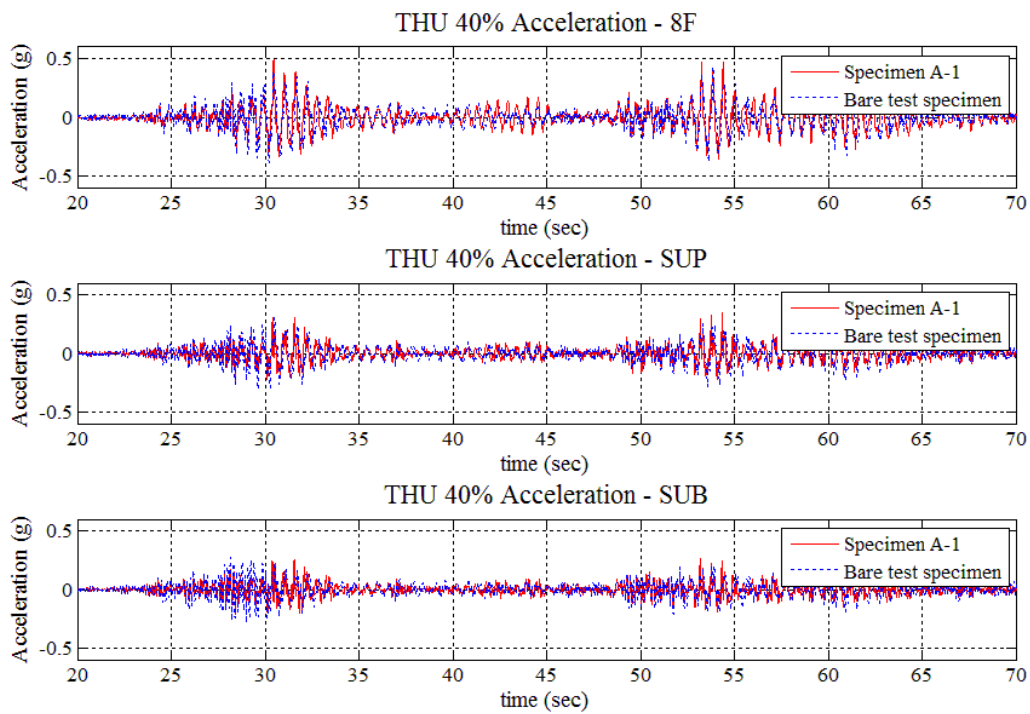 THU 40% Acceleration - 8F
Acceleration (g)
0.5
0
-0.5
Specimen A-1
Bare test specimen
20 25 30 35 40 45 50 55 60 65 70
time (sec)
THU 40% Acceleration - SUP
Acceleration (g)
0.5
0
-0.5
Specimen A-1
Bare test specimen
20 25 30 35 40 45 50 55 60 65 70
time (sec)
THU 40% Acceleration - SUB
Acceleration (g)
0.5
0
-0.5
Specimen A-1
Bare test specimen
20 25 30 35 40 45 50 55 60 65 70
time (sec)